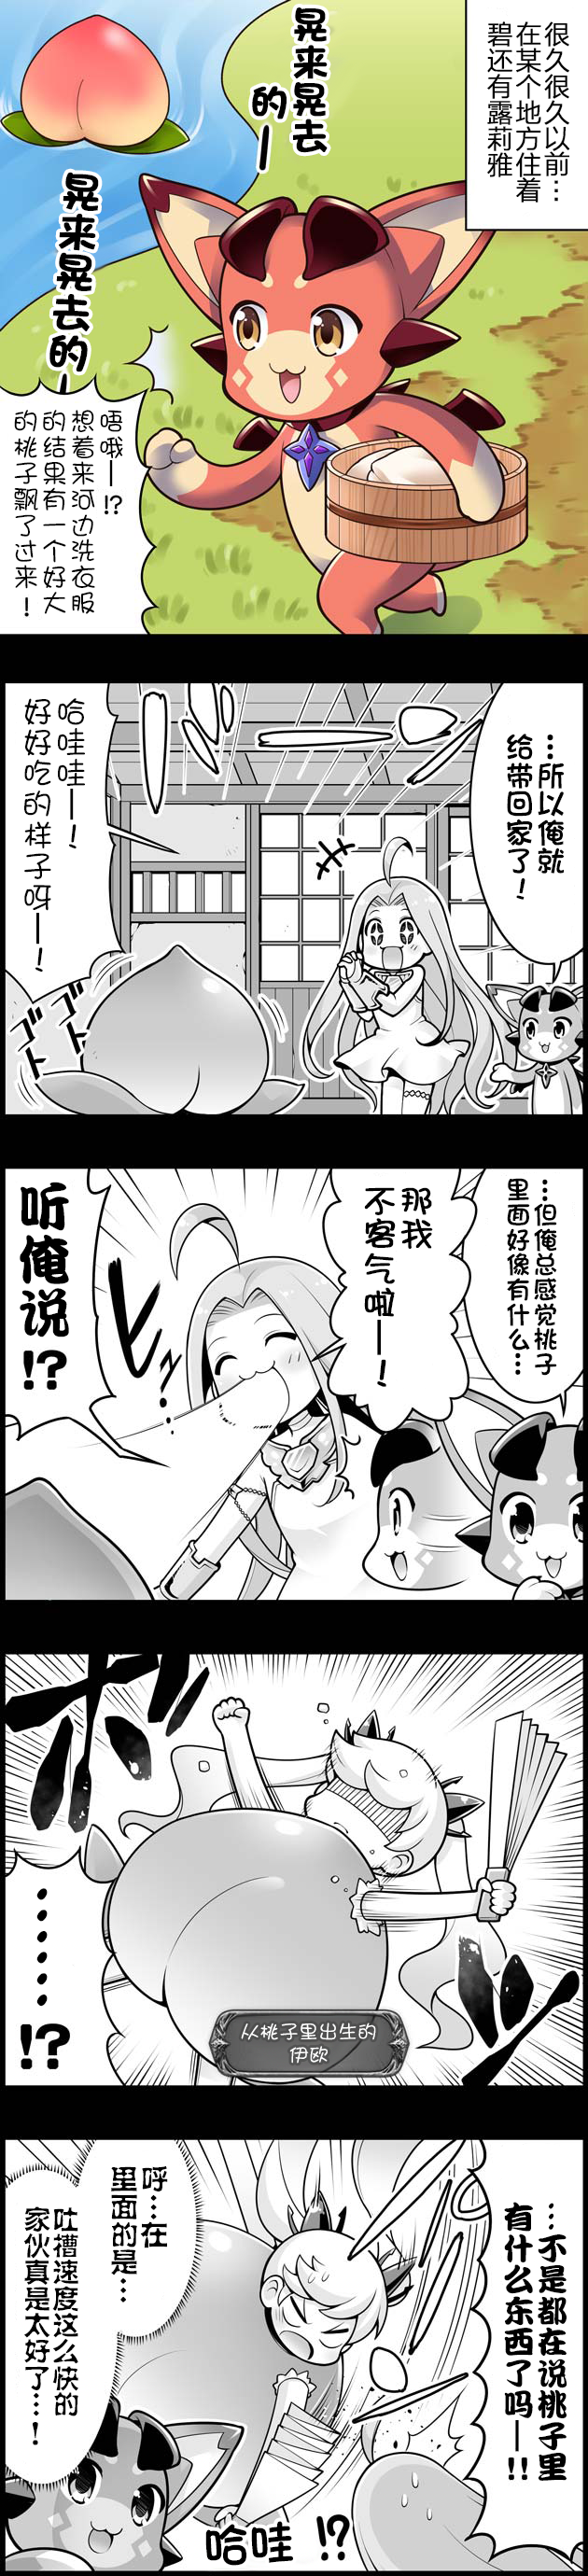 很久很久以前…
在某个地方住着
碧还有露莉雅
晃来晃去
的—
晃来晃去的—
唔哦—!?
想着来河边洗衣服
的结果有一个好大
的桃子飘了过来！
…所以俺就
给带回家了！
哈哇哇—！
好好吃的样子呀—！
ゴト
ゴト
…但俺总感觉桃子
里面好像有什么…
那我
不客气啦—！
听俺说!?
……!?
从桃子里出生的
伊欧
…不是都在说桃子里
有什么东西了吗—!!
呼…在
里面的是…
吐槽速度这么快的
家伙真是太好了…！
哈哇!?